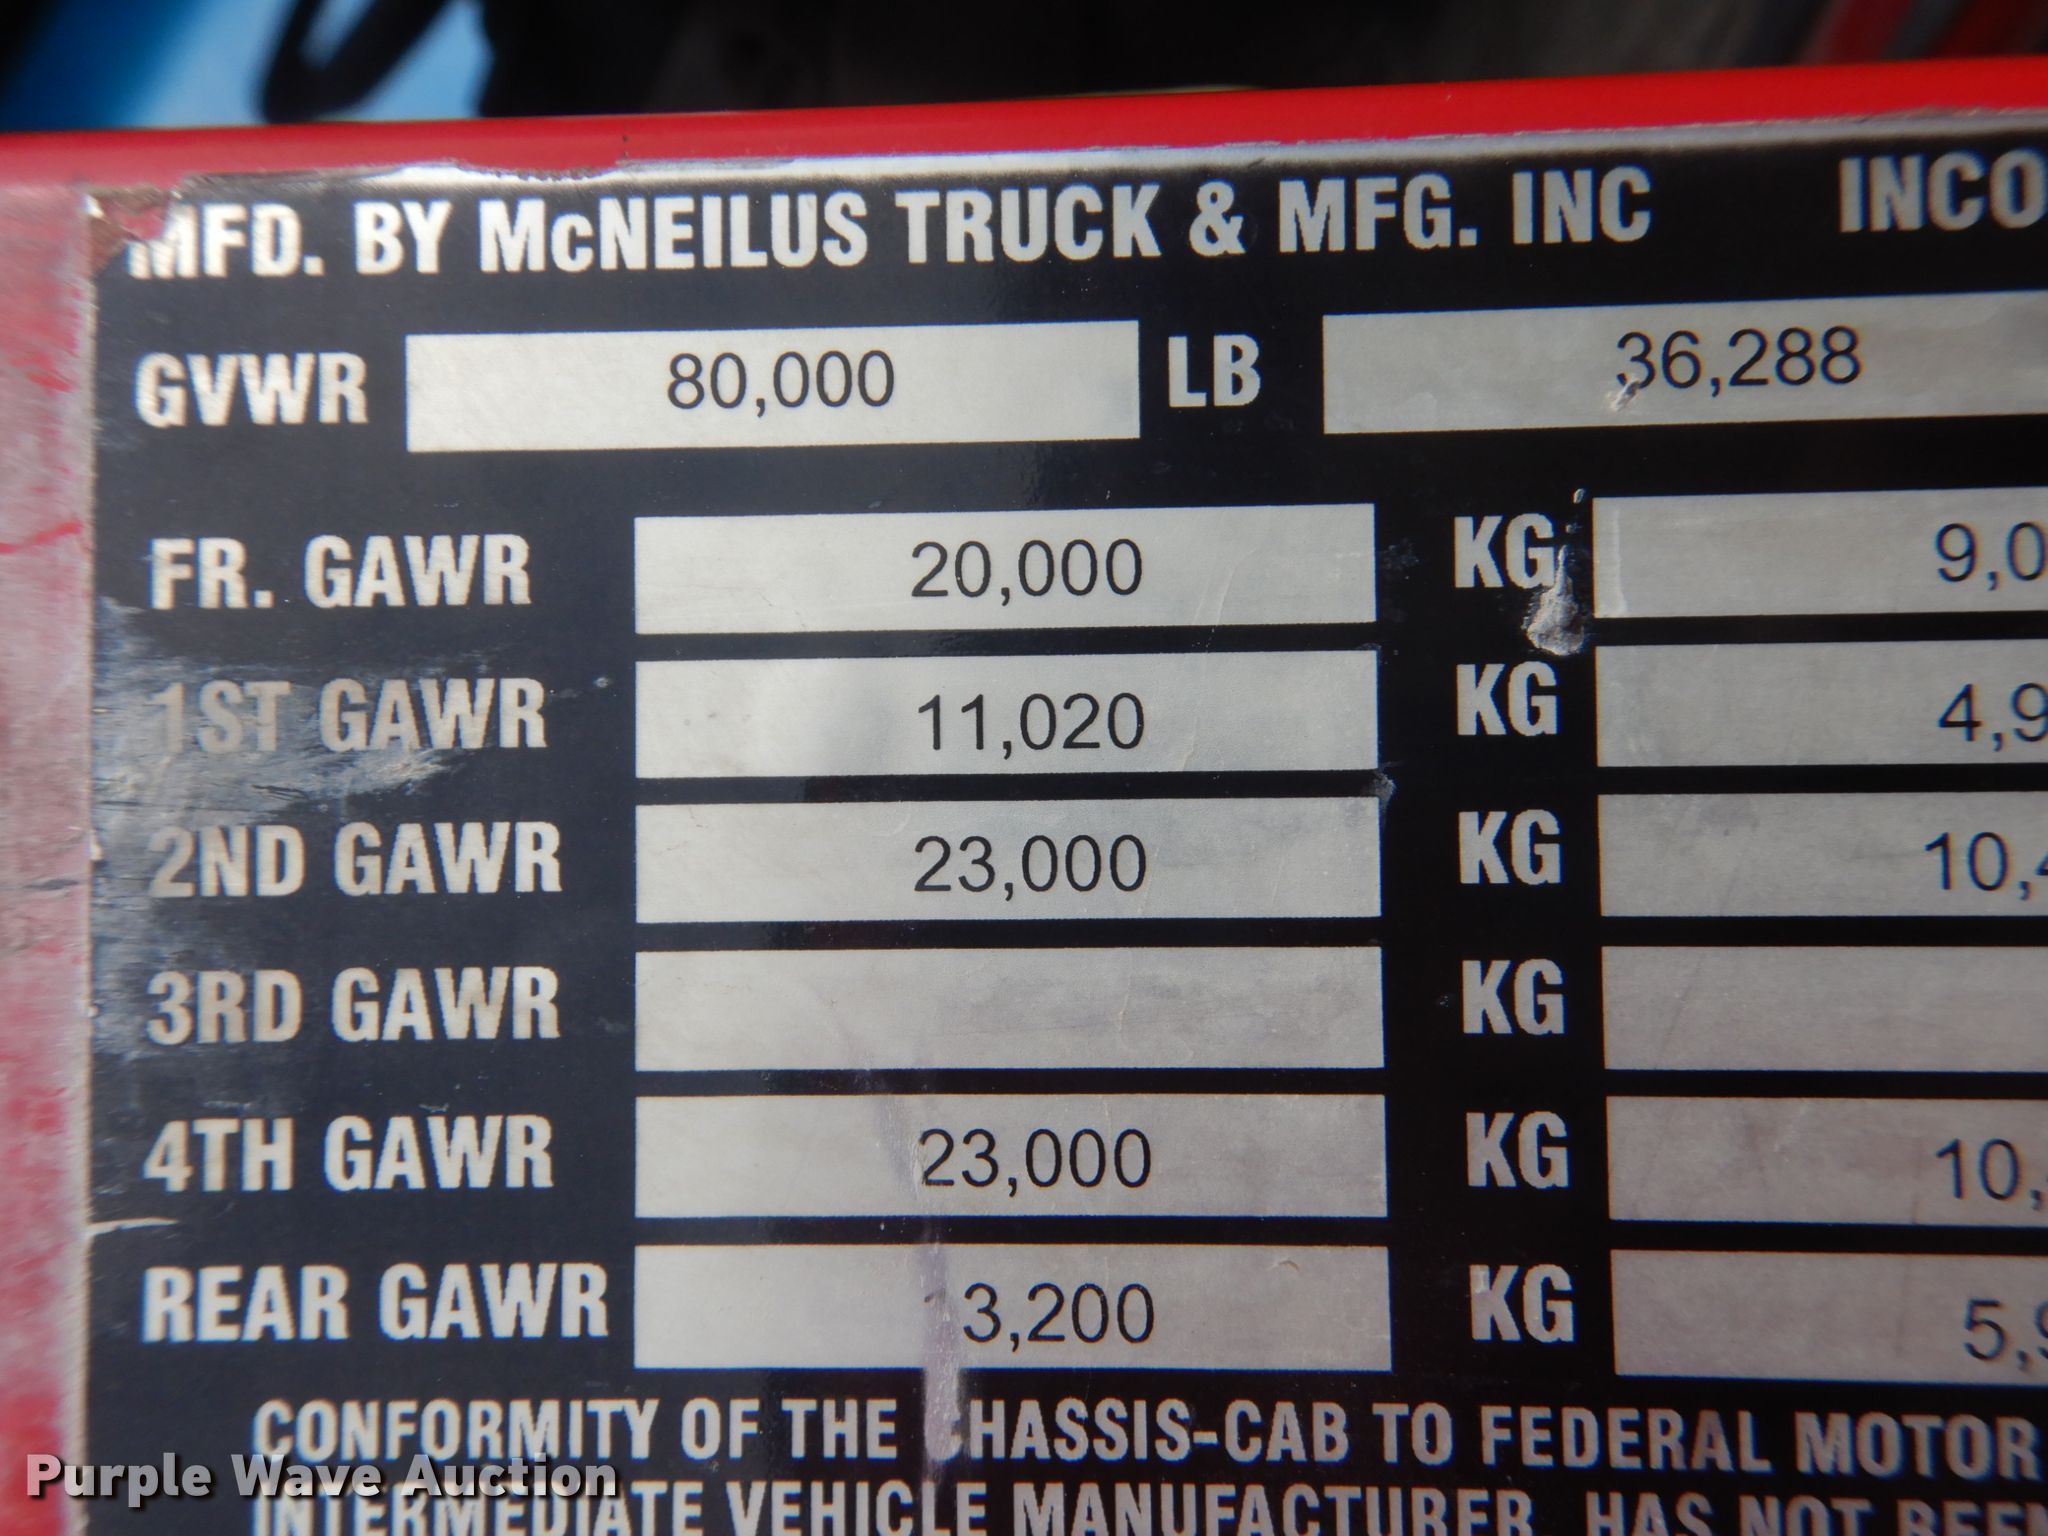 MFD. BY McNEILUS TRUCK & MFG. INC INCO
GVWR 80,000 LB 36,288
FR. GAWR 20,000 KG 9,0
1ST GAWR 11,020 KG 4,9
2ND GAWR 23,000 KG 10,4
3RD GAWR KG
4TH GAWR 23,000 KG 10,
REAR GAWR 3,200 KG 5,9
CONFORMITY OF THE CHASSIS-CAB TO FEDERAL MOTOR
INTERMEDIATE VEHICLE MANUFACTURER, HAS NOT BEEN
Purple Wave Auction